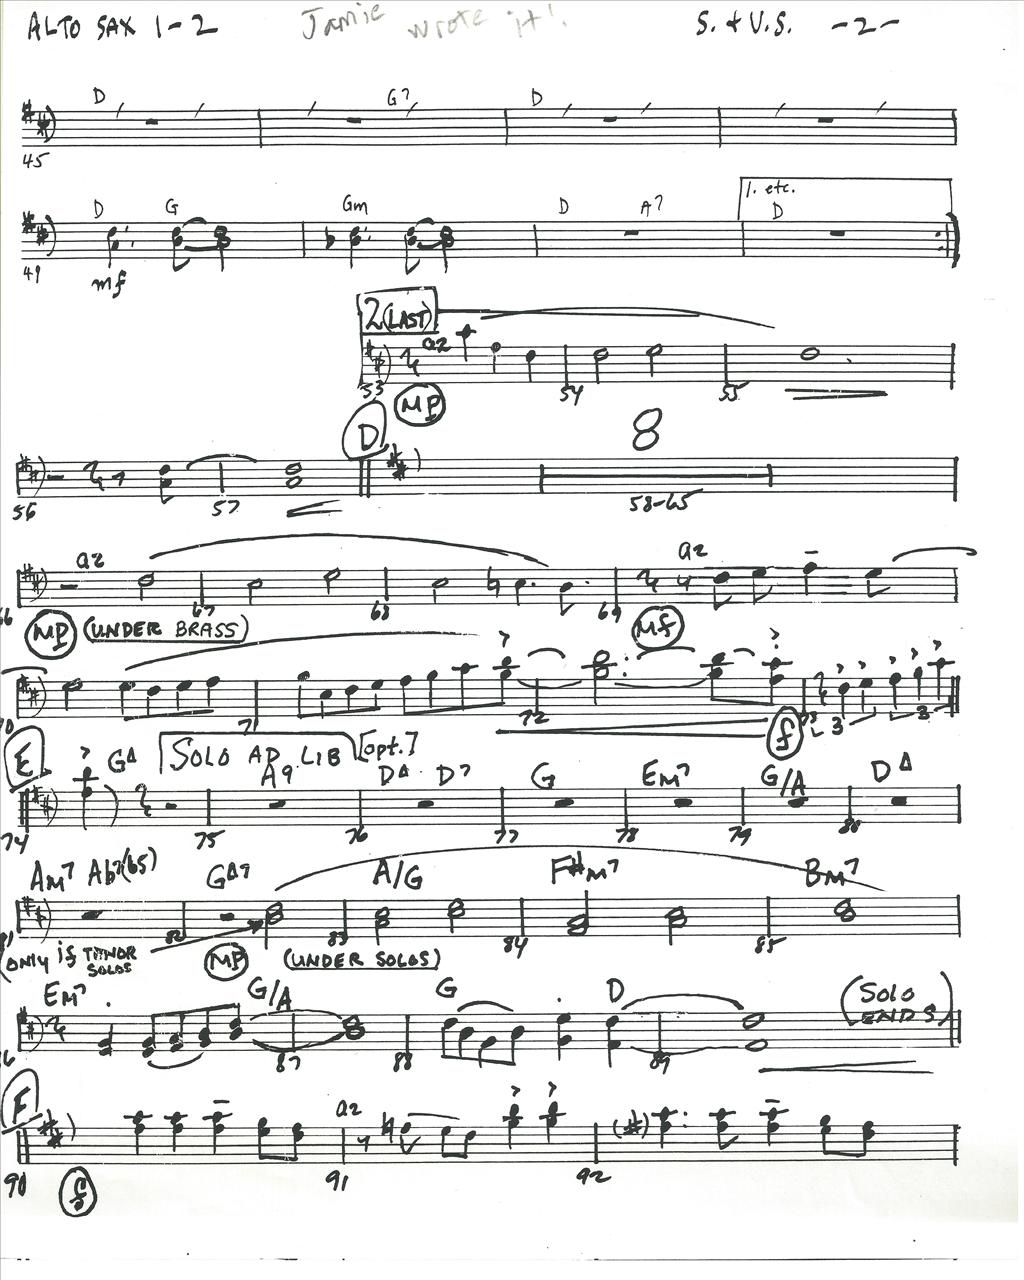 ALTO SAX 1-2 Jamie wrote it! S. + V.S. -2-
D G7 D
45
D G Gm D A7 1. etc. D
49 mf
2 (LAST)
a2
53 54 55
MP
D 8
56 57 58-65
a2 a2
66 67 68 69
MP (UNDER BRASS) Mf
70 71 72 73 3 3
f
E G△ SOLO AD LIB [opt.]
A9 D△ D7 G Em7 G/A D△
74 75 76 77 78 79 80
Am7 Ab7(b5) G△9 A/G F#m7 Bm7
81 82 83 84 85
(ONLY IF TENOR SOLOS MP (UNDER SOLOS)
Em7 G/A G D (SOLO ENDS)
86 87 88 89
F a2 (#)
90 91 92
f